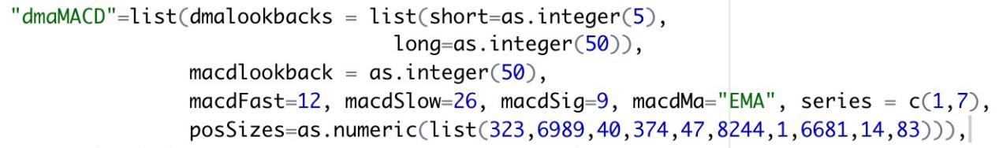 "dmaMACD"=list(dmalookbacks = list(short=as.integer(5),
long=as.integer(50)),
macdlookback = as.integer(50),
macdFast=12, macdSlow=26, macdSig=9, macdMa="EMA", series = c(1,7),
posSizes=as.numeric(list(323,6989,40,374,47,8244,1,6681,14,83))),